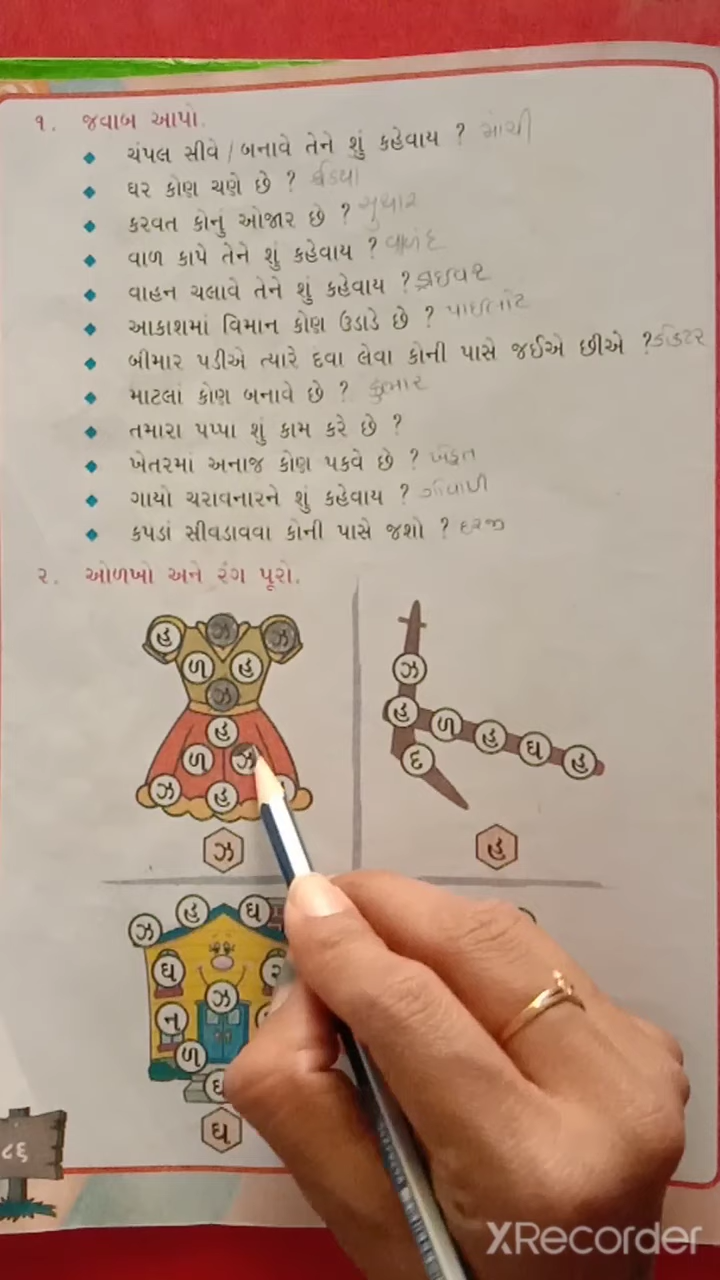 ૧. જવાબ આપો.
ચંપલ સીવે / બનાવે તેને શું કહેવાય ? મોચી
ઘર કોણ ચણે છે ? કડિયો
કરવત કોનું ઓજાર છે ? સુથાર
વાળ કાપે તેને શું કહેવાય ? વાળંદ
વાહન ચલાવે તેને શું કહેવાય ? ડ્રાઇવર
આકાશમાં વિમાન કોણ ઉડાડે છે ? પાઇલોટ
બીમાર પડીએ ત્યારે દવા લેવા કોની પાસે જઈએ છીએ ?
માટલાં કોણ બનાવે છે ? કુંભાર
તમારા પપ્પા શું કામ કરે છે ?
ખેતરમાં અનાજ કોણ પકવે છે ? ખેડૂત
ગાયો ચરાવનારને શું કહેવાય ? ગોવાળ
કપડાં સીવડાવવા કોની પાસે જશો ? દરજી
૨. ઓળખો અને રંગ પૂરો.
હ ઝ ઝ
ળ હ
ઝ
હ
ળ ઝ
ઝ હ
ઝ
ઝ
હ ળ હ ઘ હ
દ
હ
ઝ હ ઘ
ઘ ર
ન ઝ
ળ
ઘ
ઘ
૮૬
XRecorder